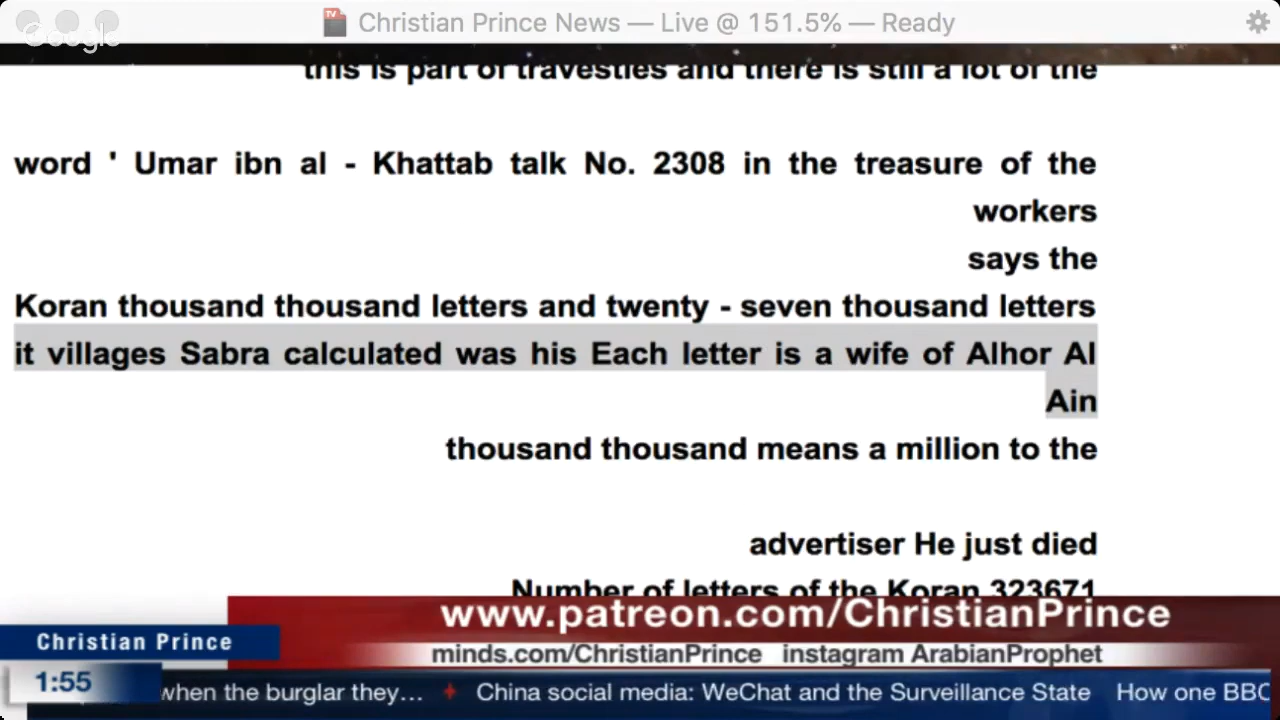 Christian Prince News — Live @ 151.5% — Ready
Google
this is part of travesties and there is still a lot of the
word ' Umar ibn al - Khattab talk No. 2308 in the treasure of the
workers
says the
Koran thousand thousand letters and twenty - seven thousand letters
it villages Sabra calculated was his Each letter is a wife of Alhor Al
Ain
thousand thousand means a million to the
advertiser He just died
Number of letters of the Koran 323671
www.patreon.com/ChristianPrince
Christian Prince
minds.com/ChristianPrince instagram ArabianProphet
1:55
when the burglar they... China social media: WeChat and the Surveillance State How one BBC